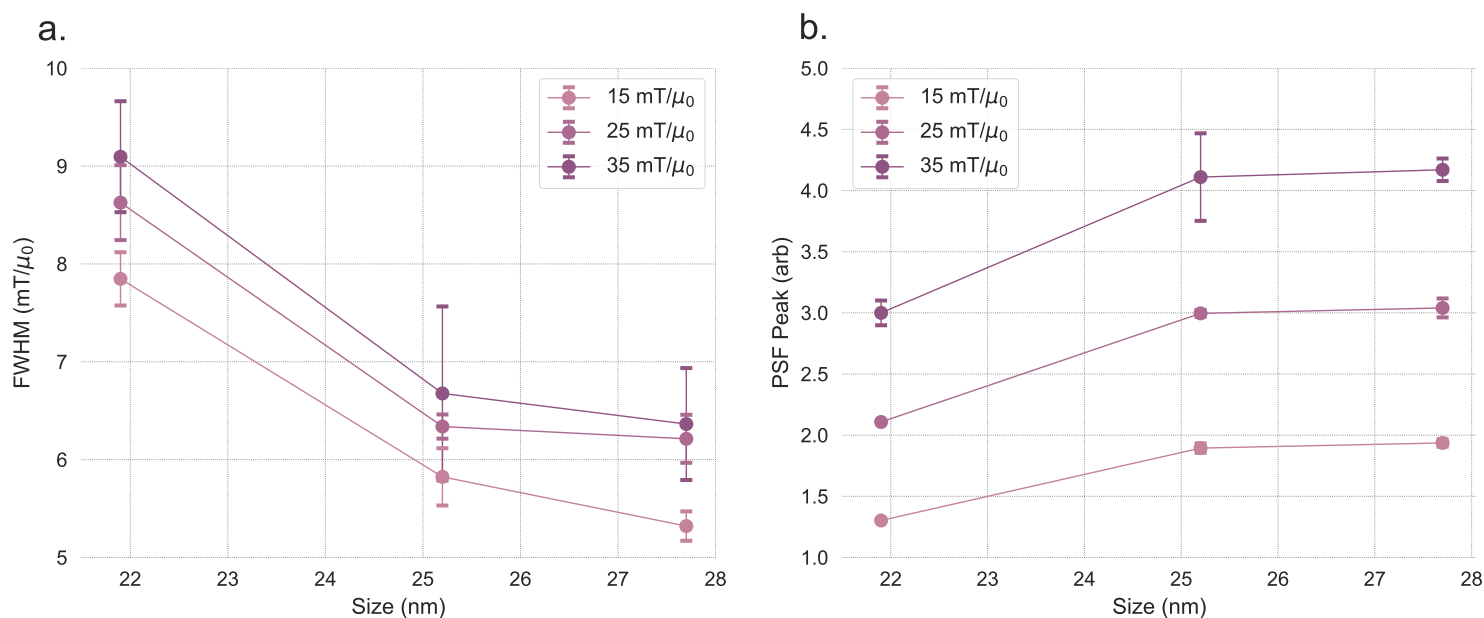 a.
10
9
8
7
6
5
FWHM (mT/μ₀)
15 mT/μ₀
25 mT/μ₀
35 mT/μ₀
22 23 24 25 26 27 28
Size (nm)
b.
5.0
4.5
4.0
3.5
3.0
2.5
2.0
1.5
1.0
PSF Peak (arb)
15 mT/μ₀
25 mT/μ₀
35 mT/μ₀
22 23 24 25 26 27 28
Size (nm)